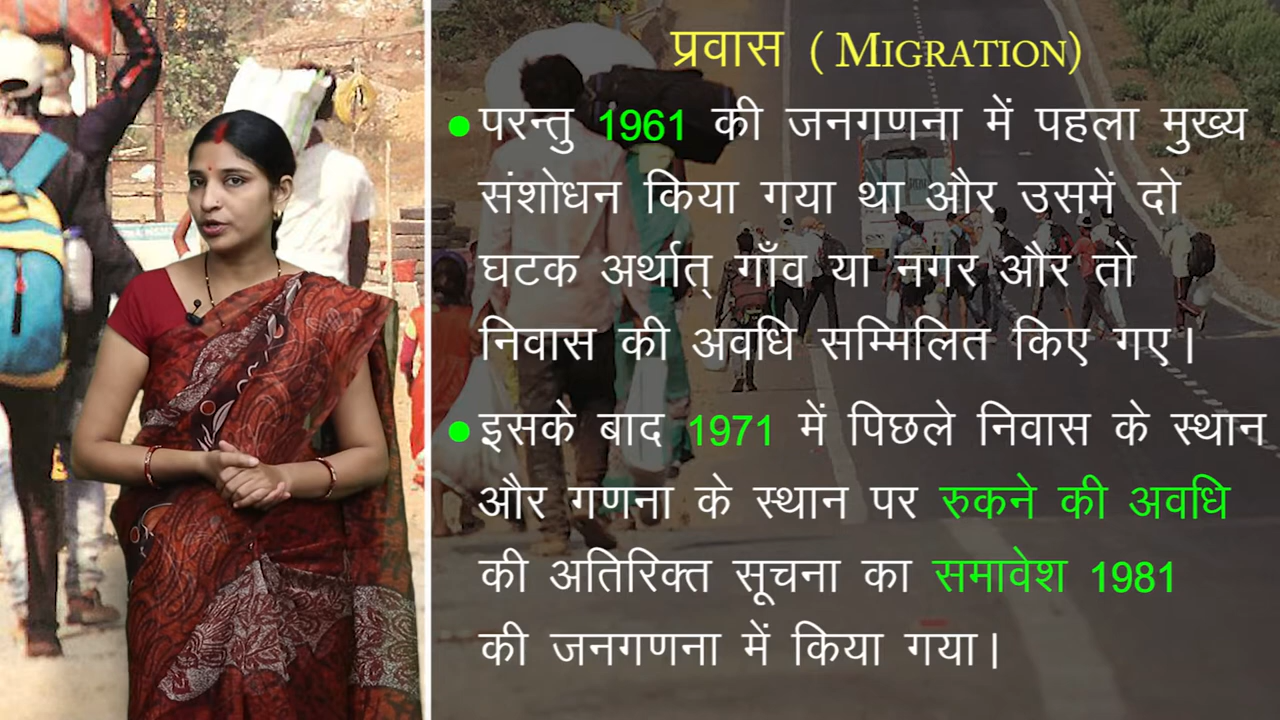 प्रवास ( MIGRATION)
• परन्तु 1961 की जनगणना में पहला मुख्य
संशोधन किया गया था और उसमें दो
घटक अर्थात् गाँव या नगर और तो
निवास की अवधि सम्मिलित किए गए।
• इसके बाद 1971 में पिछले निवास के स्थान
और गणना के स्थान पर रुकने की अवधि
की अतिरिक्त सूचना का समावेश 1981
की जनगणना में किया गया।